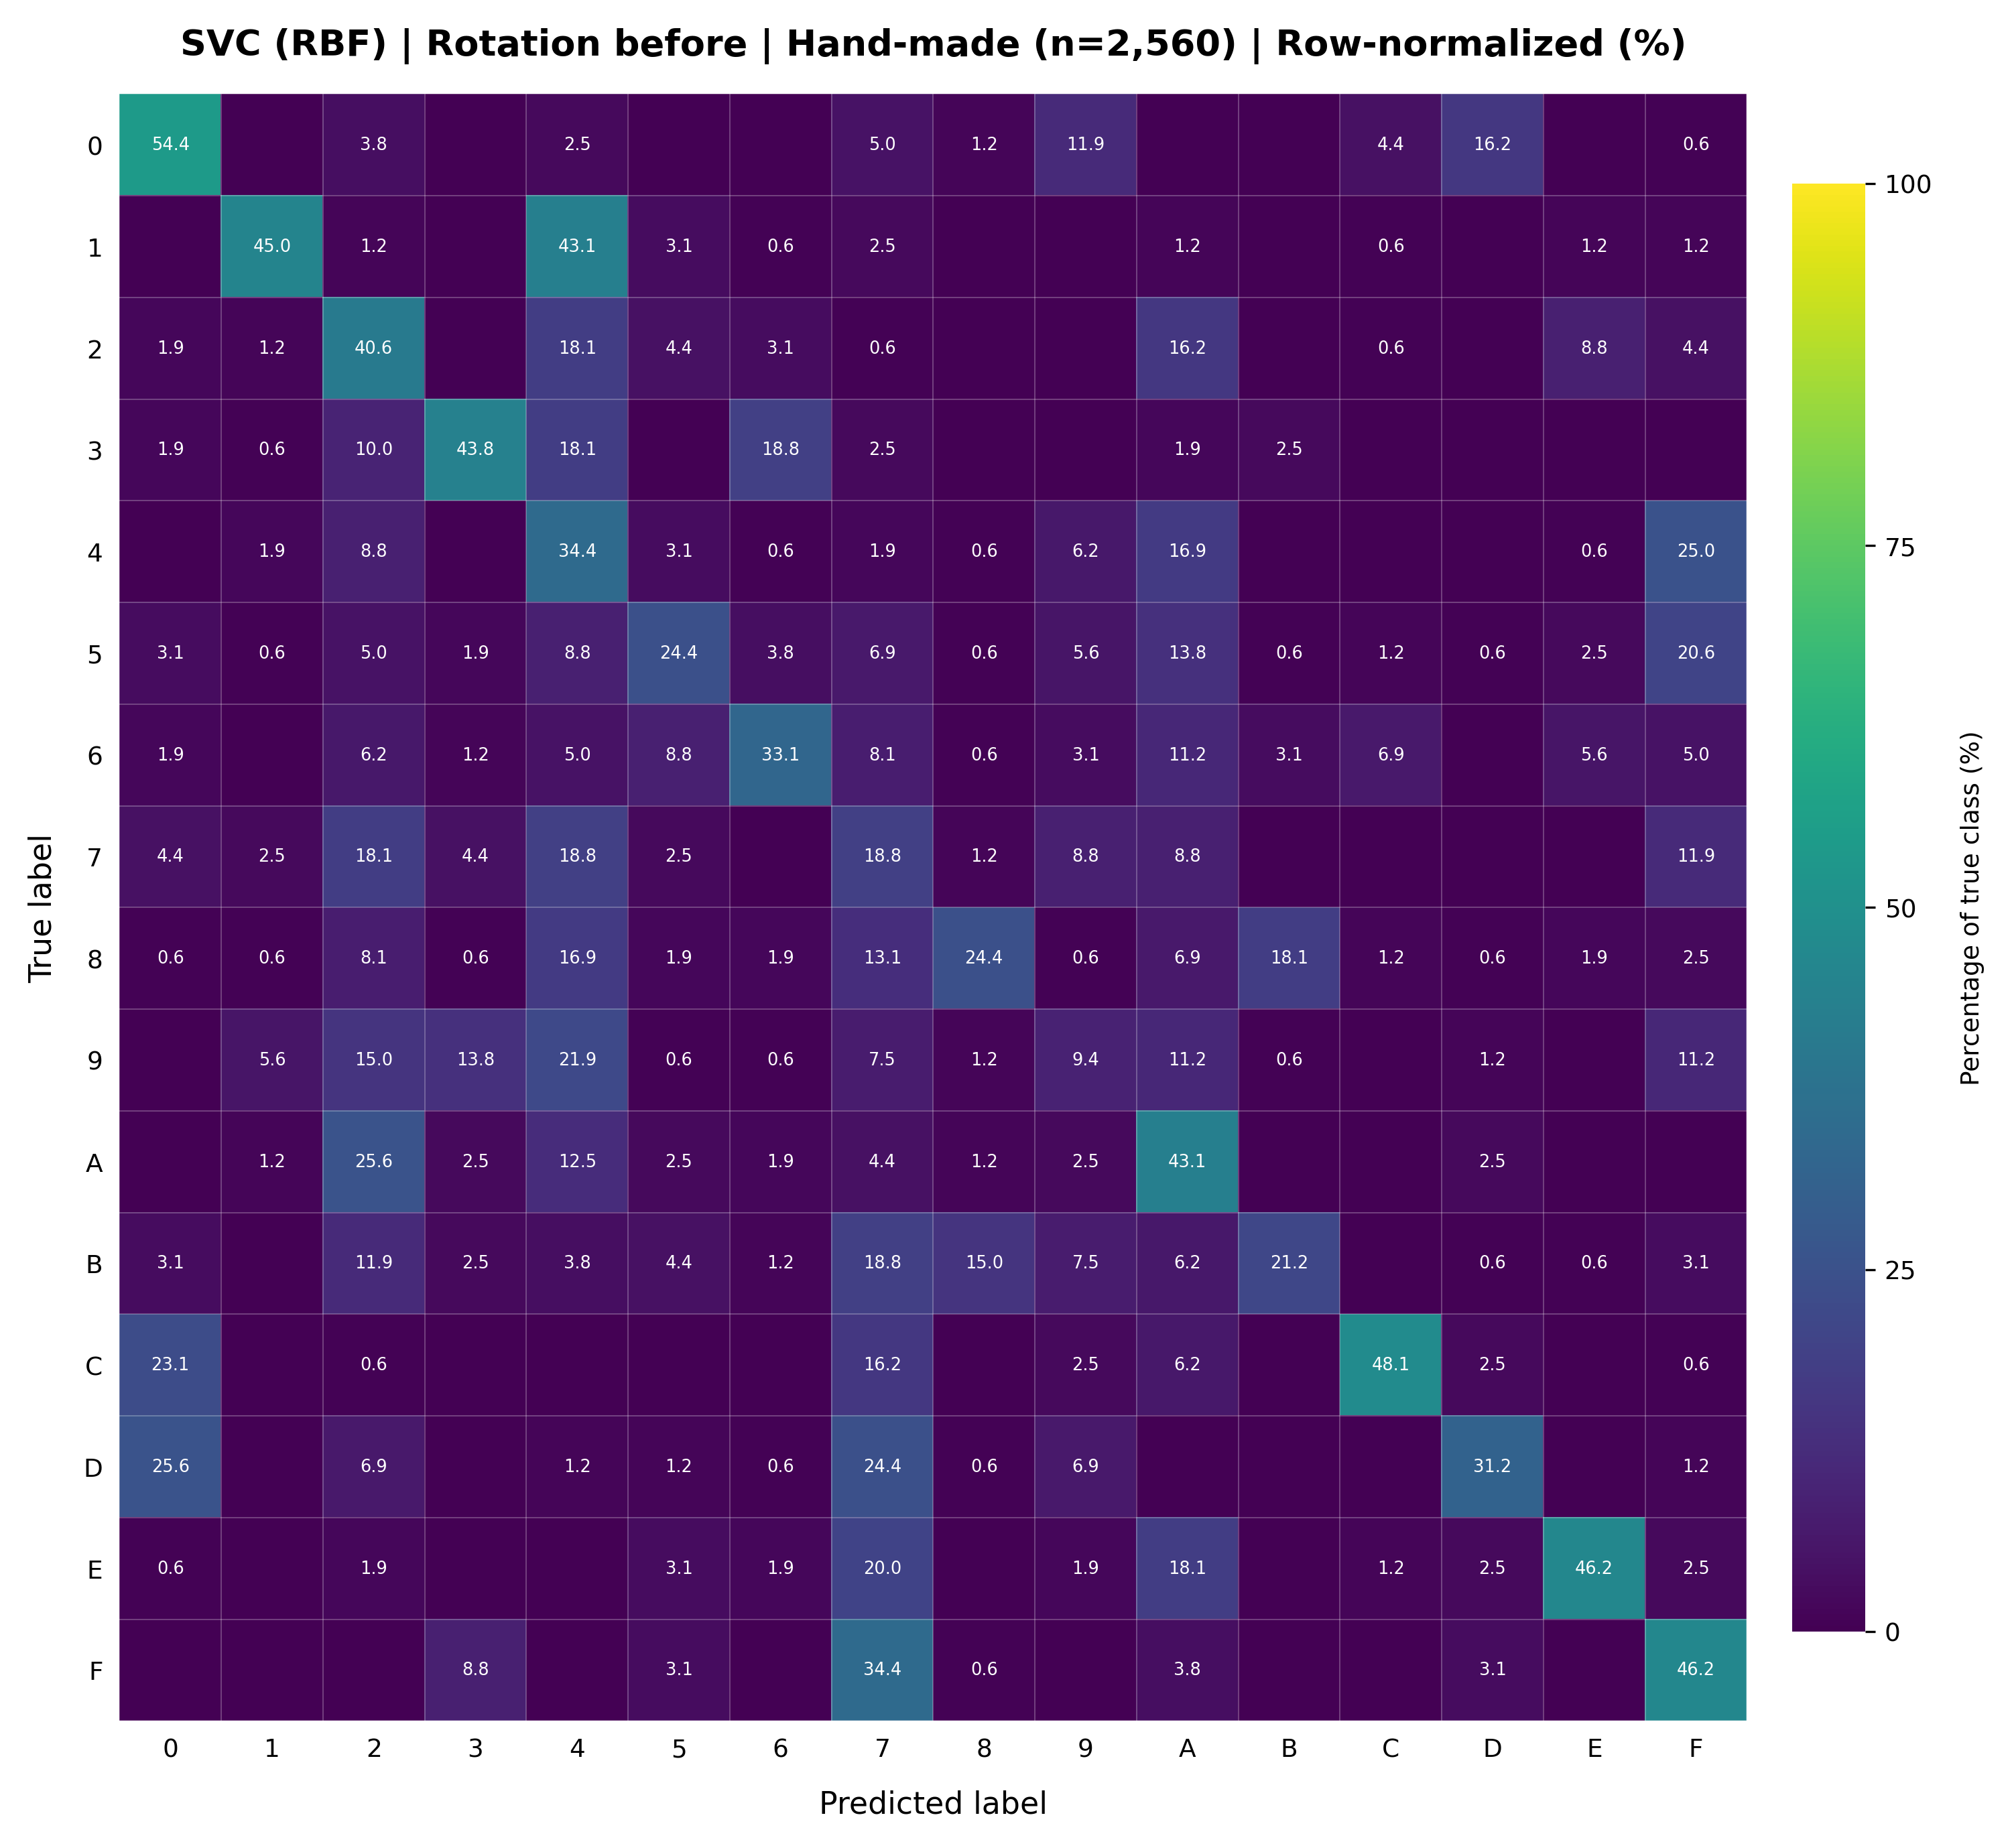 SVC (RBF) | Rotation before | Hand-made (n=2,560) | Row-normalized (%)
0 54.4 3.8 2.5 5.0 1.2 11.9 4.4 16.2 0.6
1 45.0 1.2 43.1 3.1 0.6 2.5 1.2 0.6 1.2 1.2
2 1.9 1.2 40.6 18.1 4.4 3.1 0.6 16.2 0.6 8.8 4.4
3 1.9 0.6 10.0 43.8 18.1 18.8 2.5 1.9 2.5
4 1.9 8.8 34.4 3.1 0.6 1.9 0.6 6.2 16.9 0.6 25.0
5 3.1 0.6 5.0 1.9 8.8 24.4 3.8 6.9 0.6 5.6 13.8 0.6 1.2 0.6 2.5 20.6
6 1.9 6.2 1.2 5.0 8.8 33.1 8.1 0.6 3.1 11.2 3.1 6.9 5.6 5.0
7 4.4 2.5 18.1 4.4 18.8 2.5 18.8 1.2 8.8 8.8 11.9
8 0.6 0.6 8.1 0.6 16.9 1.9 1.9 13.1 24.4 0.6 6.9 18.1 1.2 0.6 1.9 2.5
9 5.6 15.0 13.8 21.9 0.6 0.6 7.5 1.2 9.4 11.2 0.6 1.2 11.2
A 1.2 25.6 2.5 12.5 2.5 1.9 4.4 1.2 2.5 43.1 2.5
B 3.1 11.9 2.5 3.8 4.4 1.2 18.8 15.0 7.5 6.2 21.2 0.6 0.6 3.1
C 23.1 0.6 16.2 2.5 6.2 48.1 2.5 0.6
D 25.6 6.9 1.2 1.2 0.6 24.4 0.6 6.9 31.2 1.2
E 0.6 1.9 3.1 1.9 20.0 1.9 18.1 1.2 2.5 46.2 2.5
F 8.8 3.1 34.4 0.6 3.8 3.1 46.2
0 1 2 3 4 5 6 7 8 9 A B C D E F
Predicted label
True label
100
75
50
25
0
Percentage of true class (%)